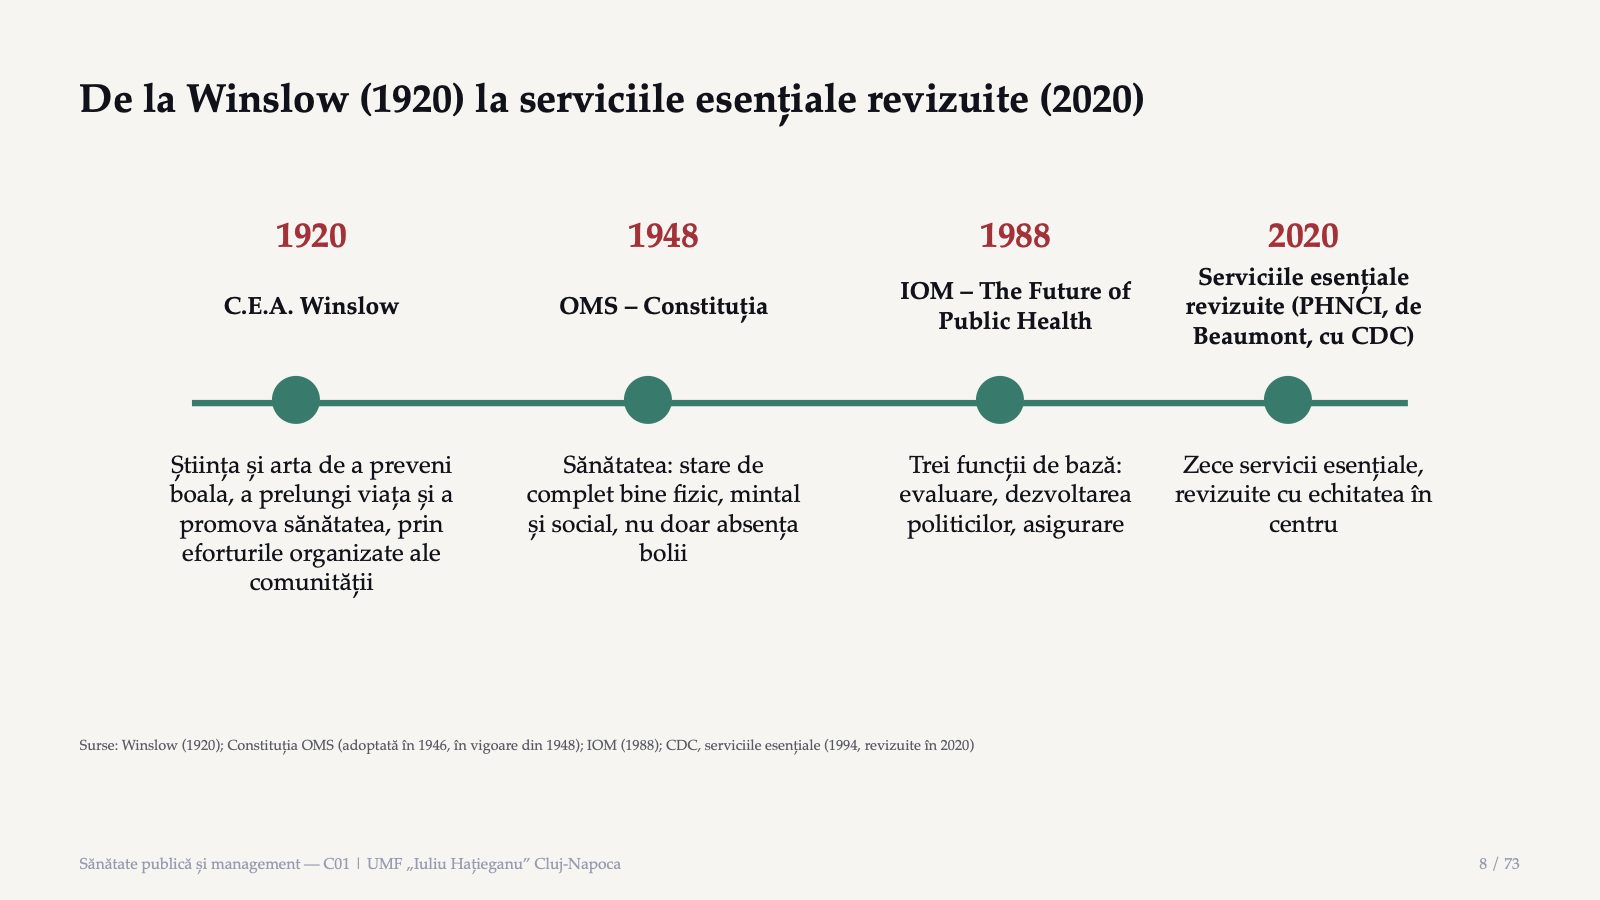 De la Winslow (1920) la serviciile esențiale revizuite (2020)
1920
C.E.A. Winslow
Știința și arta de a preveni
boala, a prelungi viața și a
promova sănătatea, prin
eforturile organizate ale
comunității
1948
OMS – Constituția
Sănătatea: stare de
complet bine fizic, mintal
și social, nu doar absența
bolii
1988
IOM – The Future of
Public Health
Trei funcții de bază:
evaluare, dezvoltarea
politicilor, asigurare
2020
Serviciile esențiale
revizuite (PHNCI, de
Beaumont, cu CDC)
Zece servicii esențiale,
revizuite cu echitatea în
centru
Surse: Winslow (1920); Constituția OMS (adoptată în 1946, în vigoare din 1948); IOM (1988); CDC, serviciile esențiale (1994, revizuite în 2020)
Sănătate publică și management — C01 | UMF „Iuliu Hațieganu” Cluj-Napoca
8 / 73